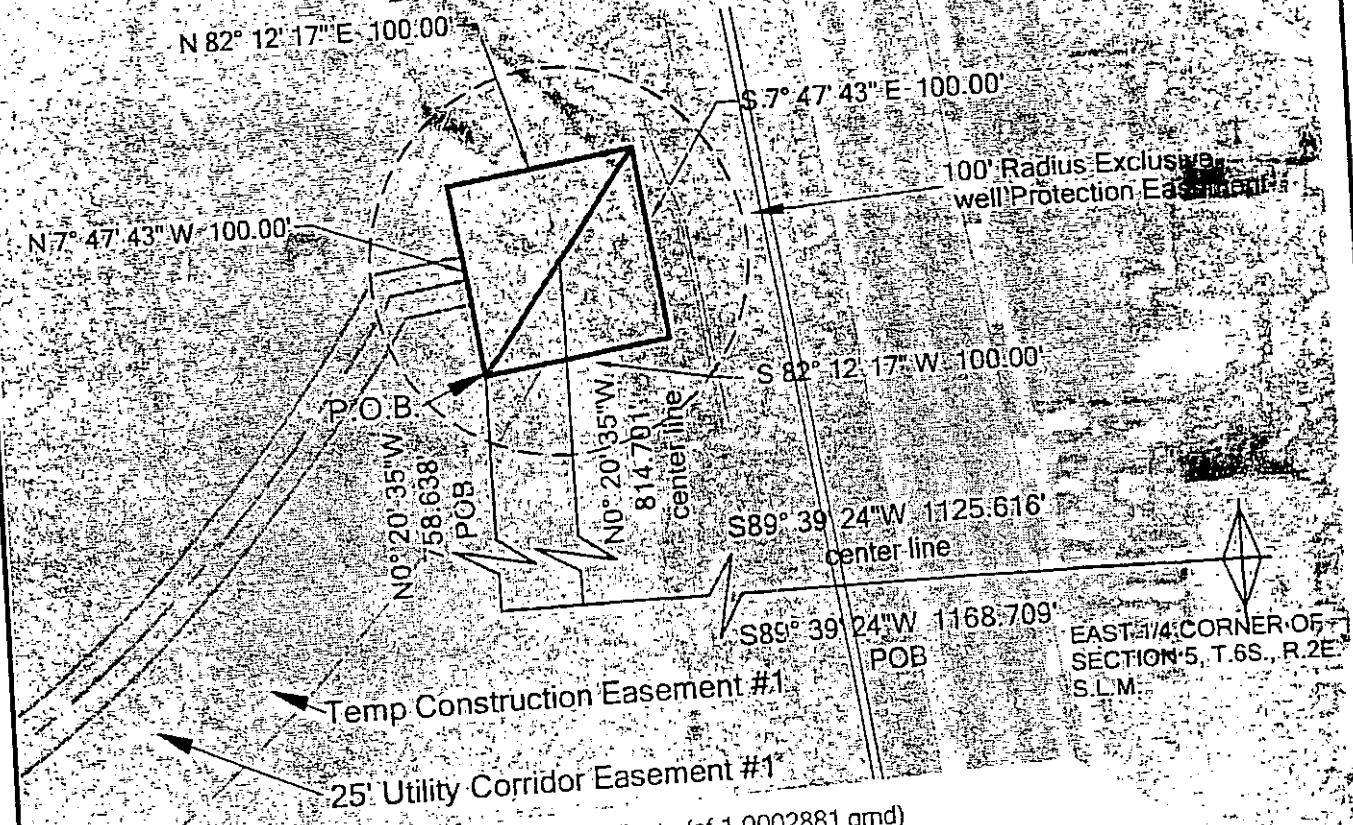 N 82° 12' 17" E 100.00'
S 7° 47' 43" E 100.00'
100' Radius Exclusive
well Protection Easement
N 7° 47' 43" W 100.00'
S 82° 12' 17" W 100.00'
P.O.B.
N0° 20' 35"W
758.638'
POB
N0° 20' 35"W
814.701'
center line
S89° 39' 24"W 1125.616'
center line
S89° 39' 24"W 1168.709'
POB
EAST 1/4 CORNER OF
SECTION 5, T.6S., R.2E.
S.L.M.
Temp Construction Easement #1
25' Utility Corridor Easement #1
1.0002881 grnd)